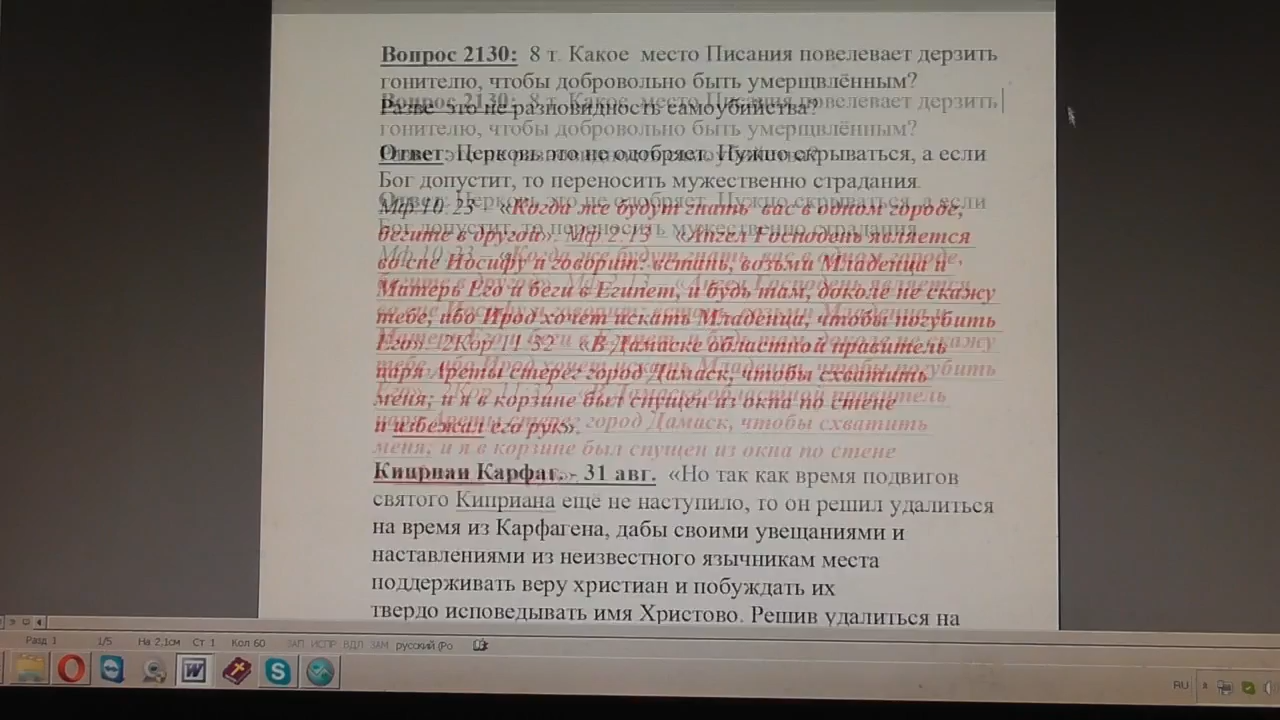 Вопрос 2130:  8 т. Какое место Писания повелевает дерзить
гонителю, чтобы добровольно быть умерщвлённым?
Разве это не разновидность самоубийства?
Ответ: Церковь это не одобряет. Нужно скрываться, а если
Бог допустит, то переносить мужественно страдания.
Мф.10:23 - «Когда же будут гнать вас в одном городе,
бегите в другой». Мф.2:13 - «Ангел Господень является
во сне Иосифу и говорит: встань, возьми Младенца и
Матерь Его и беги в Египет, и будь там, доколе не скажу
тебе, ибо Ирод хочет искать Младенца, чтобы погубить
Его». 2Кор.11:32 - «В Дамаске областной правитель
царя Ареты стерег город Дамаск, чтобы схватить
меня; и я в корзине был спущен из окна по стене
и избежал его рук».
Киприан Карфаг. - 31 авг. «Но так как время подвигов
святого Киприана ещё не наступило, то он решил удалиться
на время из Карфагена, дабы своими увещаниями и
наставлениями из неизвестного язычникам места
поддерживать веру христиан и побуждать их
твердо исповедывать имя Христово. Решив удалиться на
Разд 1 1/5 На 2,1см Ст 1 Кол 60 ЗАП ИСПР ВДЛ ЗАМ русский (Ро
RU